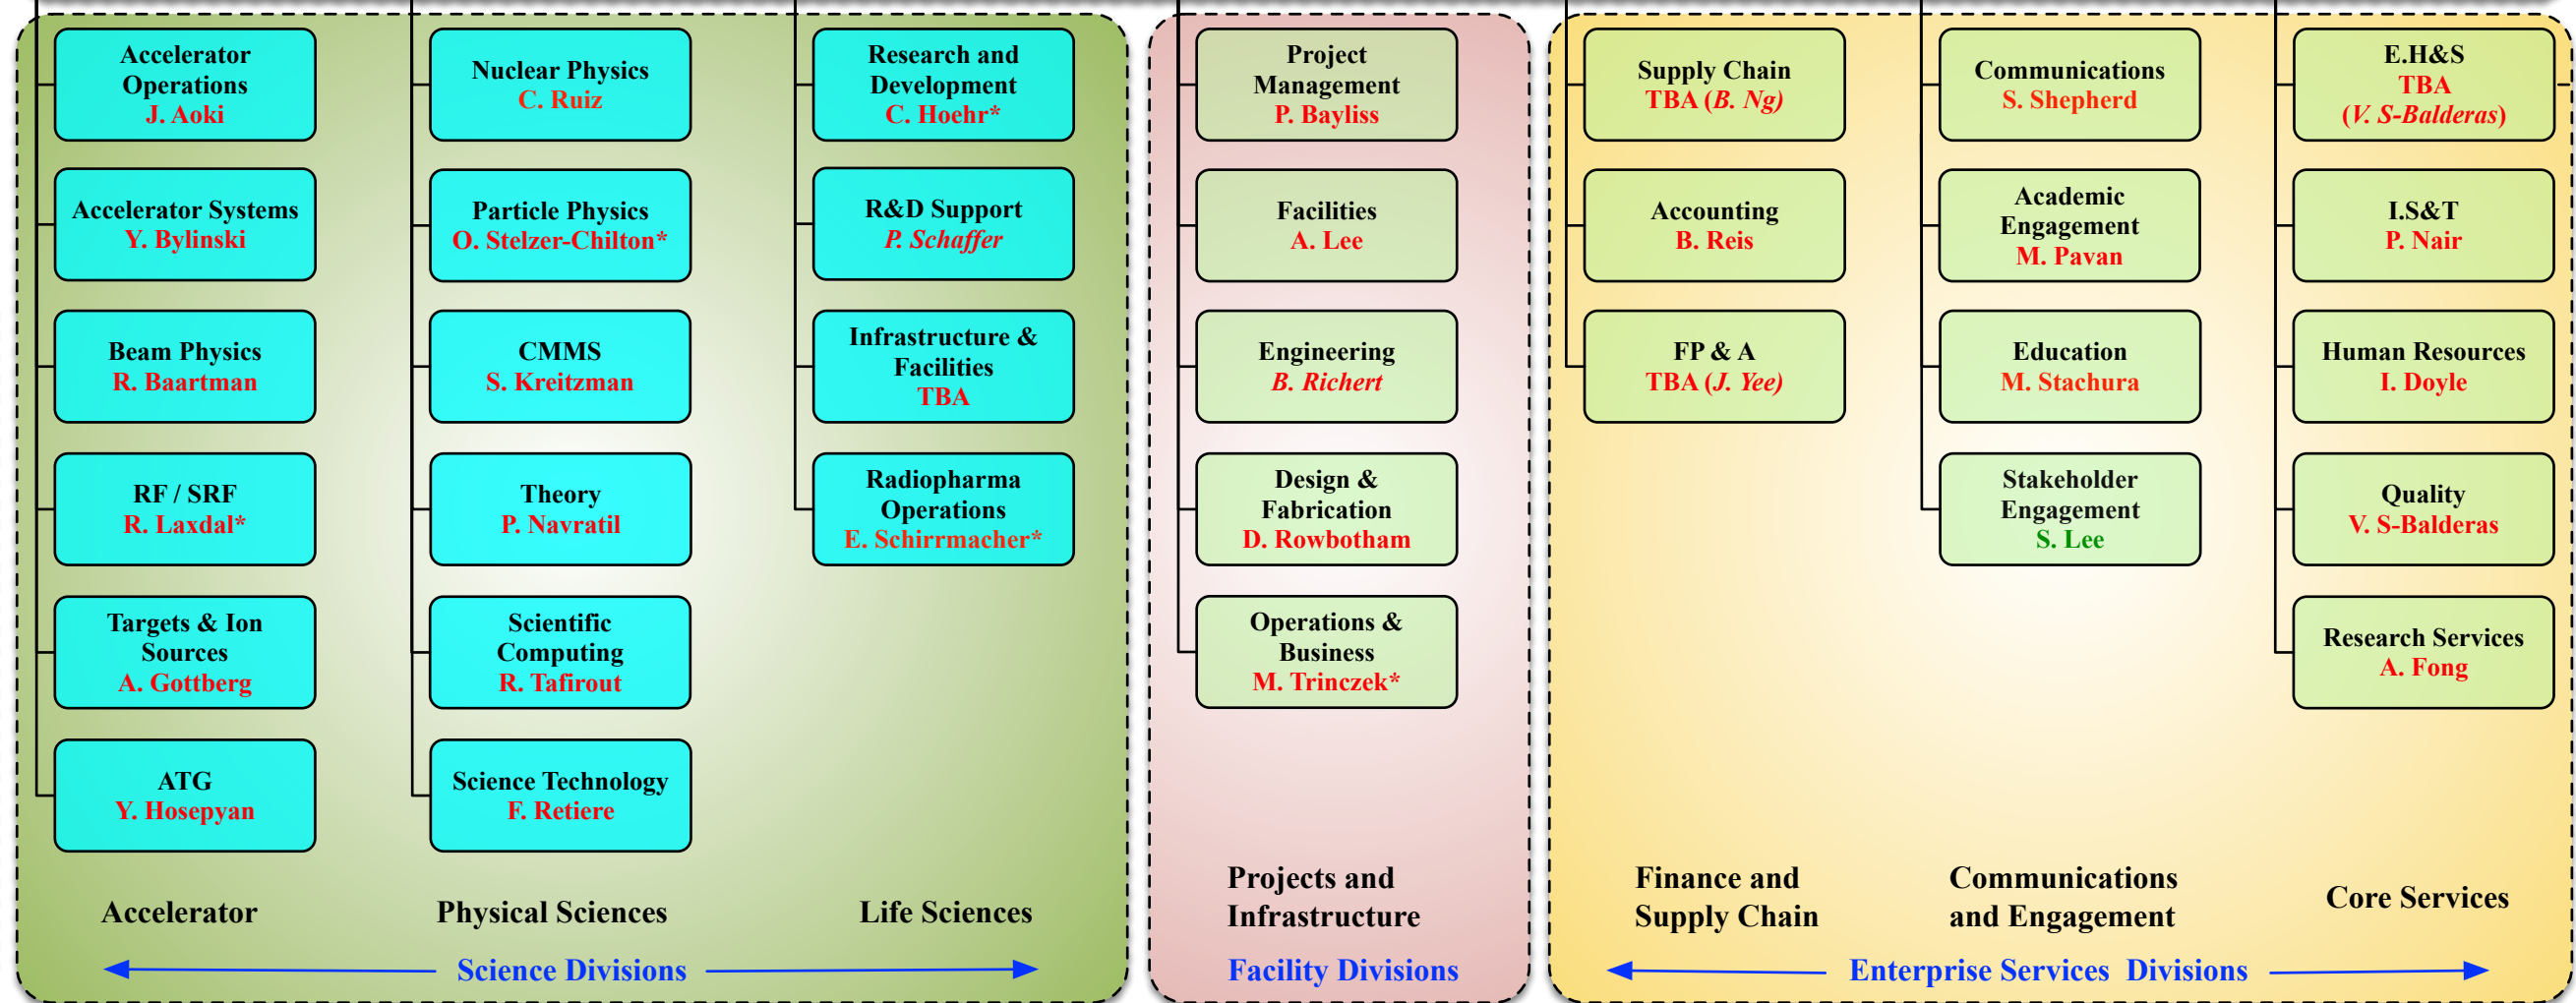 Accelerator
Operations
J. Aoki
Accelerator Systems
Y. Bylinski
Beam Physics
R. Baartman
RF / SRF
R. Laxdal*
Targets & Ion
Sources
A. Gottberg
ATG
Y. Hosepyan
Accelerator
Nuclear Physics
C. Ruiz
Particle Physics
O. Stelzer-Chilton*
CMMS
S. Kreitzman
Theory
P. Navratil
Scientific
Computing
R. Tafirout
Science Technology
F. Retiere
Physical Sciences
Research and
Development
C. Hoehr*
R&D Support
P. Schaffer
Infrastructure &
Facilities
TBA
Radiopharma
Operations
E. Schirrmacher*
Life Sciences
Science Divisions
Project
Management
P. Bayliss
Facilities
A. Lee
Engineering
B. Richert
Design &
Fabrication
D. Rowbotham
Operations &
Business
M. Trinczek*
Projects and
Infrastructure
Facility Divisions
Supply Chain
TBA (B. Ng)
Accounting
B. Reis
FP & A
TBA (J. Yee)
Finance and
Supply Chain
Communications
S. Shepherd
Academic
Engagement
M. Pavan
Education
M. Stachura
Stakeholder
Engagement
S. Lee
Communications
and Engagement
E.H&S
TBA
(V. S-Balderas)
I.S&T
P. Nair
Human Resources
I. Doyle
Quality
V. S-Balderas
Research Services
A. Fong
Core Services
Enterprise Services Divisions